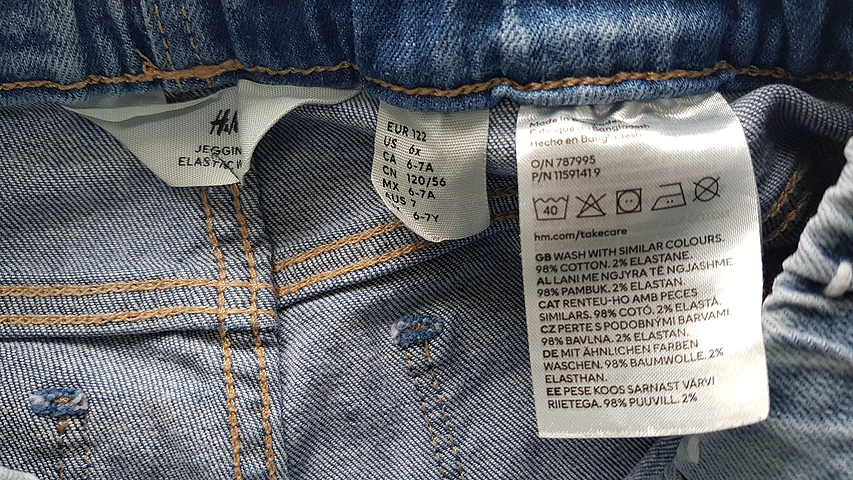 H&M
JEGGIN
ELASTIC W
EUR 122
US 6x
CA 6-7A
CN 120/56
MX 6-7A
AUS 7
6-7Y
Made in
Bangladesh
Hecho en Bangladesh
O/N 787995
P/N 1159141 9
40
hm.com/takecare
GB WASH WITH SIMILAR COLOURS.
98% COTTON. 2% ELASTANE.
AL LANI ME NGJYRA TË NGJASHME
98% PAMBUK. 2% ELASTAN.
CAT RENTEU-HO AMB PECES
SIMILARS. 98% COTÓ. 2% ELASTÀ.
CZ PERTE S PODOBNÝMI BARVAMI
98% BAVLNA. 2% ELASTAN.
DE MIT ÄHNLICHEN FARBEN
WASCHEN. 98% BAUMWOLLE. 2%
ELASTHAN.
EE PESE KOOS SARNAST VÄRVI
RIIETEGA. 98% PUUVILL. 2%